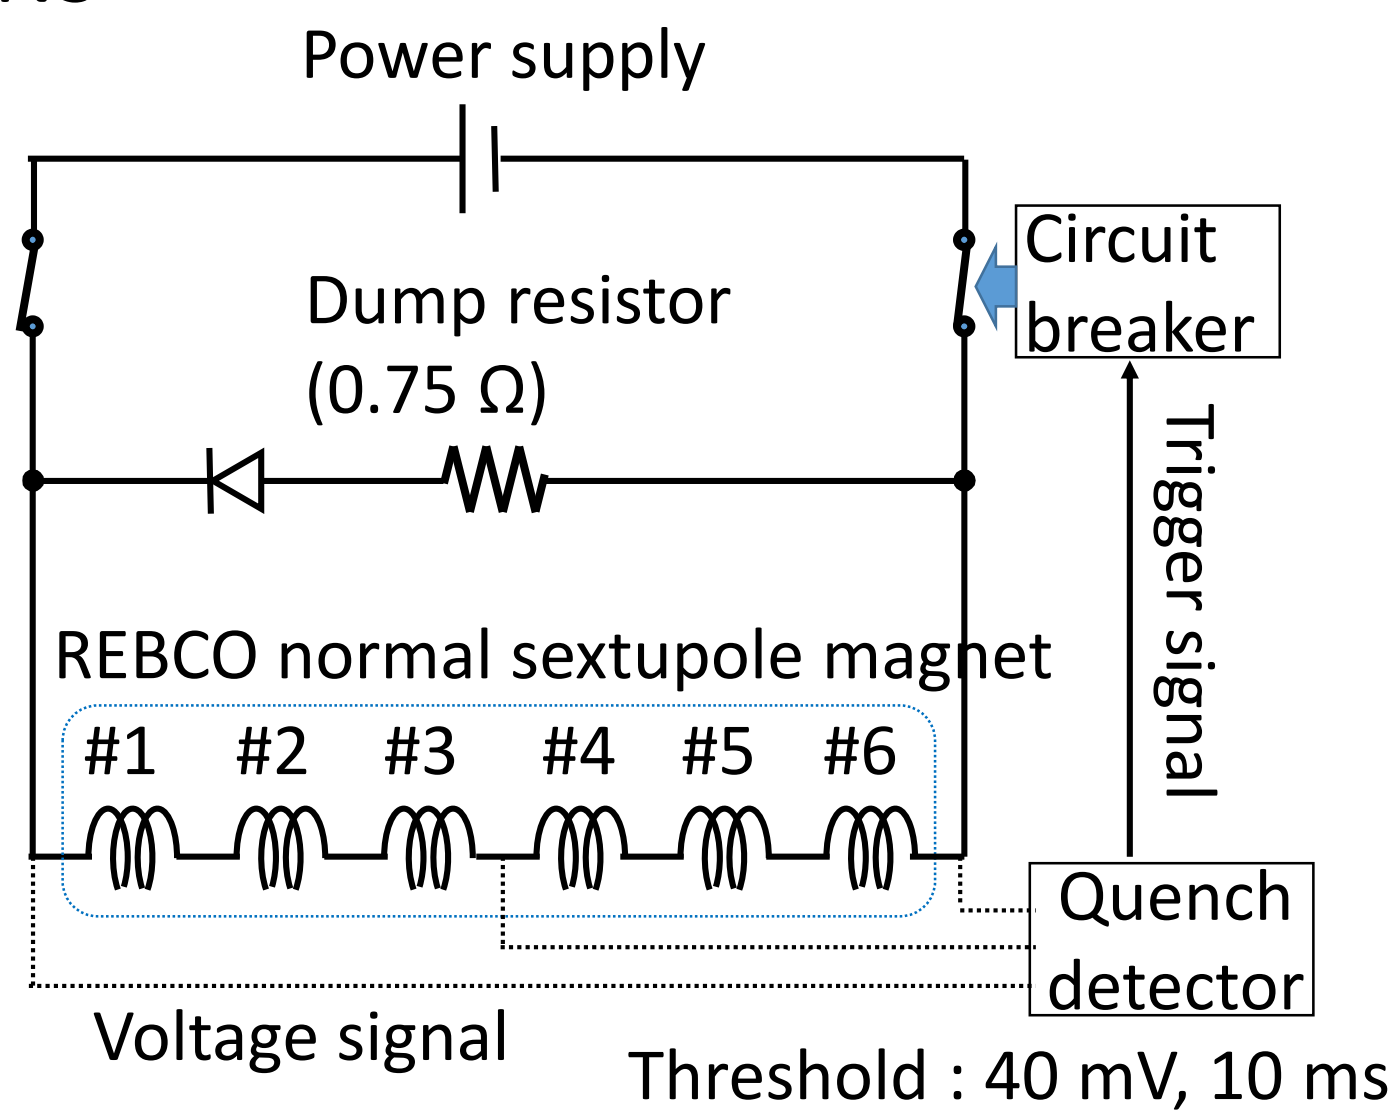 Power supply
Circuit
breaker
Dump resistor
(0.75 Ω)
Trigger signal
REBCO normal sextupole magnet
#1 #2 #3 #4 #5 #6
Quench
detector
Voltage signal
Threshold : 40 mV, 10 ms